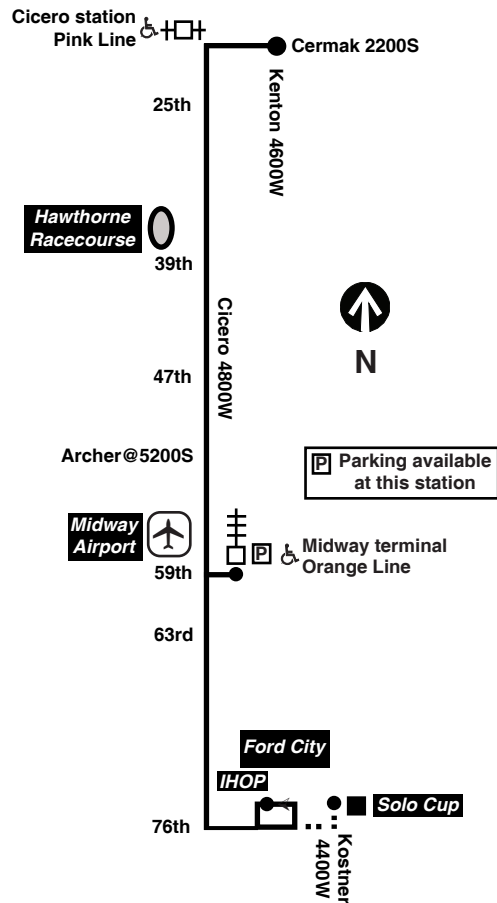 Cicero station
Pink Line
Cermak 2200S
Kenton 4600W
25th
Hawthorne
Racecourse
39th
Cicero 4800W
N
47th
Archer@5200S
P Parking available
at this station
Midway
Airport
P
Midway terminal
Orange Line
59th
63rd
Ford City
IHOP
Solo Cup
76th
Kostner
4400W